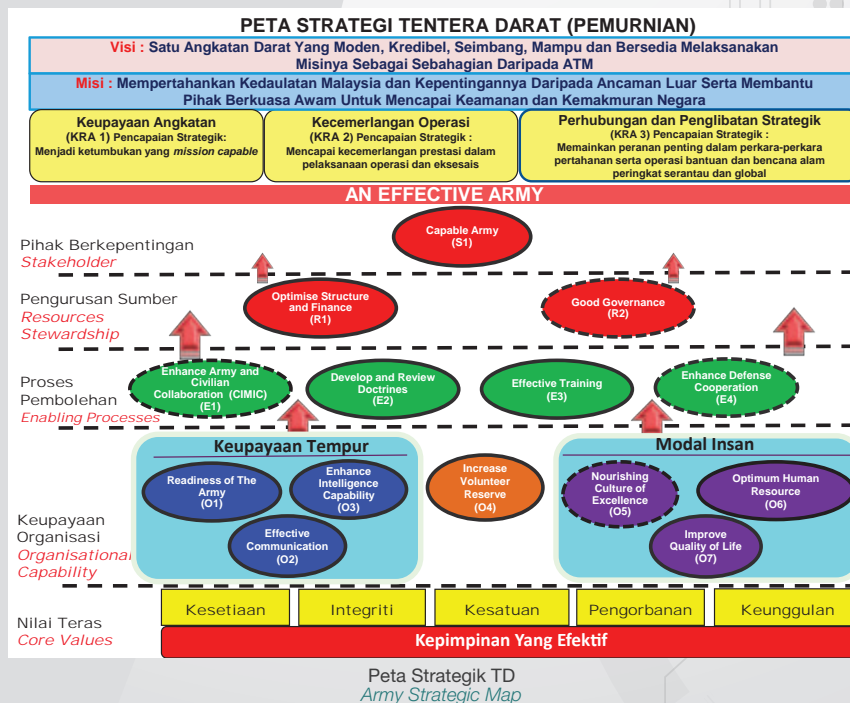 PETA STRATEGI TENTERA DARAT (PEMURNIAN)
Visi : Satu Angkatan Darat Yang Moden, Kredibel, Seimbang, Mampu dan Bersedia Melaksanakan
Misinya Sebagai Sebahagian Daripada ATM
Misi : Mempertahankan Kedaulatan Malaysia dan Kepentingannya Daripada Ancaman Luar Serta Membantu
Pihak Berkuasa Awam Untuk Mencapai Keamanan dan Kemakmuran Negara
Keupayaan Angkatan
(KRA 1) Pencapaian Strategik:
Menjadi ketumbukan yang mission capable
Kecemerlangan Operasi
(KRA 2) Pencapaian Strategik :
Mencapai kecemerlangan prestasi dalam
pelaksanaan operasi dan eksesais
Perhubungan dan Penglibatan Strategik
(KRA 3) Pencapaian Strategik :
Memainkan peranan penting dalam perkara-perkara
pertahanan serta operasi bantuan dan bencana alam
peringkat serantau dan global
AN EFFECTIVE ARMY
Pihak Berkepentingan
Stakeholder
Capable Army
(S1)
Pengurusan Sumber
Resources
Stewardship
Optimise Structure
and Finance
(R1)
Good Governance
(R2)
Proses
Pembolehan
Enabling Processes
Enhance Army and
Civilian
Collaboration (CIMIC)
(E1)
Develop and Review
Doctrines
(E2)
Effective Training
(E3)
Enhance Defense
Cooperation
(E4)
Keupayaan
Organisasi
Organisational
Capability
Keupayaan Tempur
Readiness of The
Army
(O1)
Enhance
Intelligence
Capability
(O3)
Effective
Communication
(O2)
Increase
Volunteer
Reserve
(O4)
Modal Insan
Nourishing
Culture of
Excellence
(O5)
Optimum Human
Resource
(O6)
Improve
Quality of Life
(O7)
Nilai Teras
Core Values
Kesetiaan
Integriti
Kesatuan
Pengorbanan
Keunggulan
Kepimpinan Yang Efektif
Peta Strategik TD
Army Strategic Map